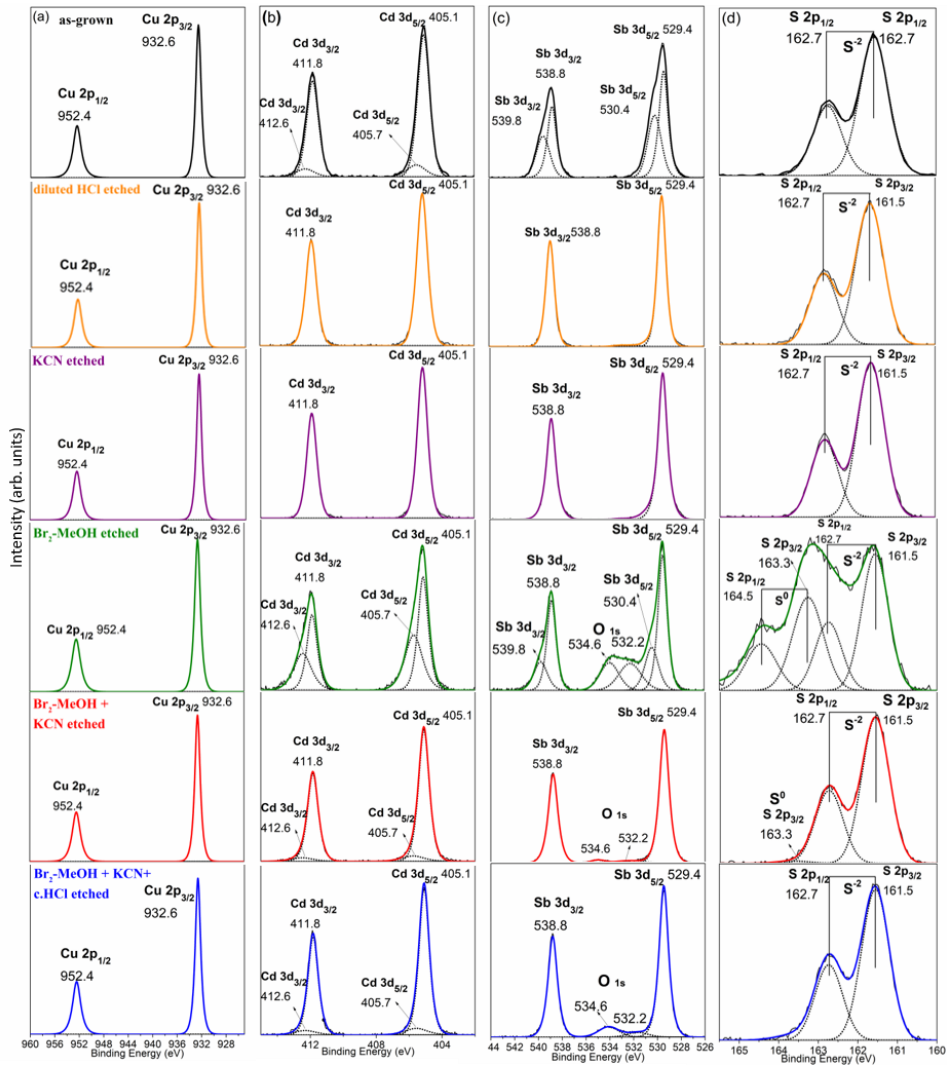 Intensity (arb. units)
(a)
as-grown
Cu 2p3/2
932.6
Cu 2p1/2
952.4
(b)
Cd 3d5/2 405.1
Cd 3d3/2
411.8
Cd 3d3/2
412.6
Cd 3d5/2
405.7
(c)
Sb 3d5/2 529.4
Sb 3d3/2
538.8
Sb 3d3/2
539.8
Sb 3d5/2
530.4
(d)
S 2p1/2 S 2p1/2
162.7 S-2 162.7
diluted HCl etched
Cu 2p3/2 932.6
Cu 2p1/2
952.4
Cd 3d5/2 405.1
Cd 3d3/2
411.8
Sb 3d5/2 529.4
Sb 3d3/2 538.8
S 2p1/2 S 2p3/2
162.7 S-2 161.5
KCN etched
Cu 2p3/2 932.6
Cu 2p1/2
952.4
Cd 3d5/2 405.1
Cd 3d3/2
411.8
Sb 3d5/2 529.4
Sb 3d3/2
538.8
S 2p1/2 S 2p3/2
162.7 S-2 161.5
Br2-MeOH etched
Cu 2p3/2 932.6
Cu 2p1/2 952.4
Cd 3d5/2 405.1
Cd 3d3/2
411.8
Cd 3d3/2
412.6
Cd 3d5/2
405.7
Sb 3d5/2 529.4
Sb 3d3/2
538.8
Sb 3d5/2
530.4
Sb 3d3/2
539.8
O 1s
534.6 532.2
S 2p1/2
162.7
S 2p3/2
163.3
S-2
S 2p3/2
161.5
S 2p1/2
164.5
S0
Br2-MeOH +
KCN etched
Cu 2p3/2 932.6
Cu 2p1/2
952.4
Cd 3d5/2 405.1
Cd 3d3/2
411.8
Cd 3d3/2
412.6
Cd 3d5/2
405.7
Sb 3d5/2 529.4
Sb 3d3/2
538.8
O 1s
534.6 532.2
S 2p1/2 S 2p3/2
162.7 S-2 161.5
S0
S 2p3/2
163.3
Br2-MeOH + KCN+
c.HCl etched
Cu 2p3/2
932.6
Cu 2p1/2
952.4
Cd 3d5/2 405.1
Cd 3d3/2
411.8
Cd 3d3/2
412.6
Cd 3d5/2
405.7
Sb 3d5/2 529.4
Sb 3d3/2
538.8
O 1s
534.6 532.2
S 2p1/2 S 2p3/2
162.7 S-2 161.5
960 956 952 948 944 940 936 932 928
Binding Energy (eV)
412 408 404
Binding Energy (eV)
44 542 540 538 536 534 532 530 528 526
Binding Energy (eV)
165 164 163 162 161 160
Binding Energy (eV)